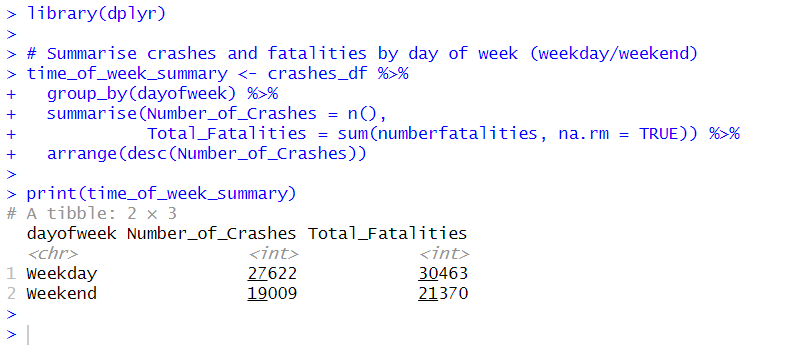 > library(dplyr)
>
> # Summarise crashes and fatalities by day of week (weekday/weekend)
> time_of_week_summary <- crashes_df %>%
+   group_by(dayofweek) %>%
+   summarise(Number_of_Crashes = n(),
+             Total_Fatalities = sum(numberfatalities, na.rm = TRUE)) %>%
+   arrange(desc(Number_of_Crashes))
>
> print(time_of_week_summary)
# A tibble: 2 × 3
  dayofweek Number_of_Crashes Total_Fatalities
  <chr>                 <int>            <int>
1 Weekday               27622            30463
2 Weekend               19009            21370
>
>